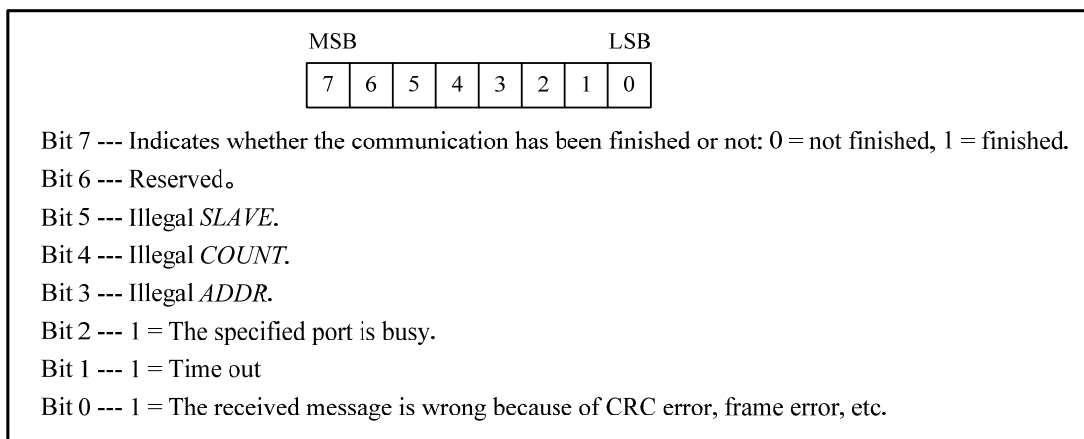 MSB LSB
7 6 5 4 3 2 1 0
Bit 7 --- Indicates whether the communication has been finished or not: 0 = not finished, 1 = finished.
Bit 6 --- Reserved。
Bit 5 --- Illegal SLAVE.
Bit 4 --- Illegal COUNT.
Bit 3 --- Illegal ADDR.
Bit 2 --- 1 = The specified port is busy.
Bit 1 --- 1 = Time out
Bit 0 --- 1 = The received message is wrong because of CRC error, frame error, etc.